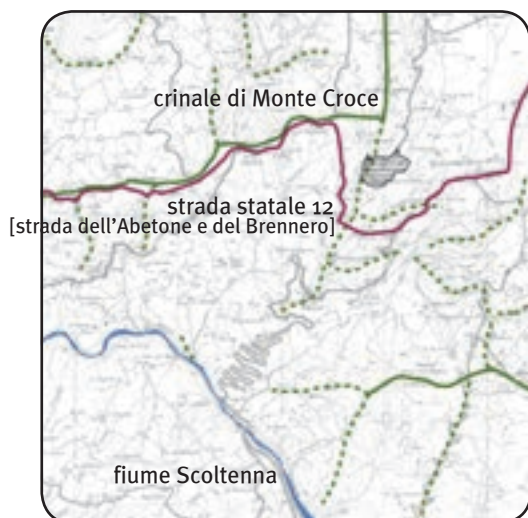 crinale di Monte Croce
strada statale 12
[strada dell'Abetone e del Brennero]
fiume Scoltenna